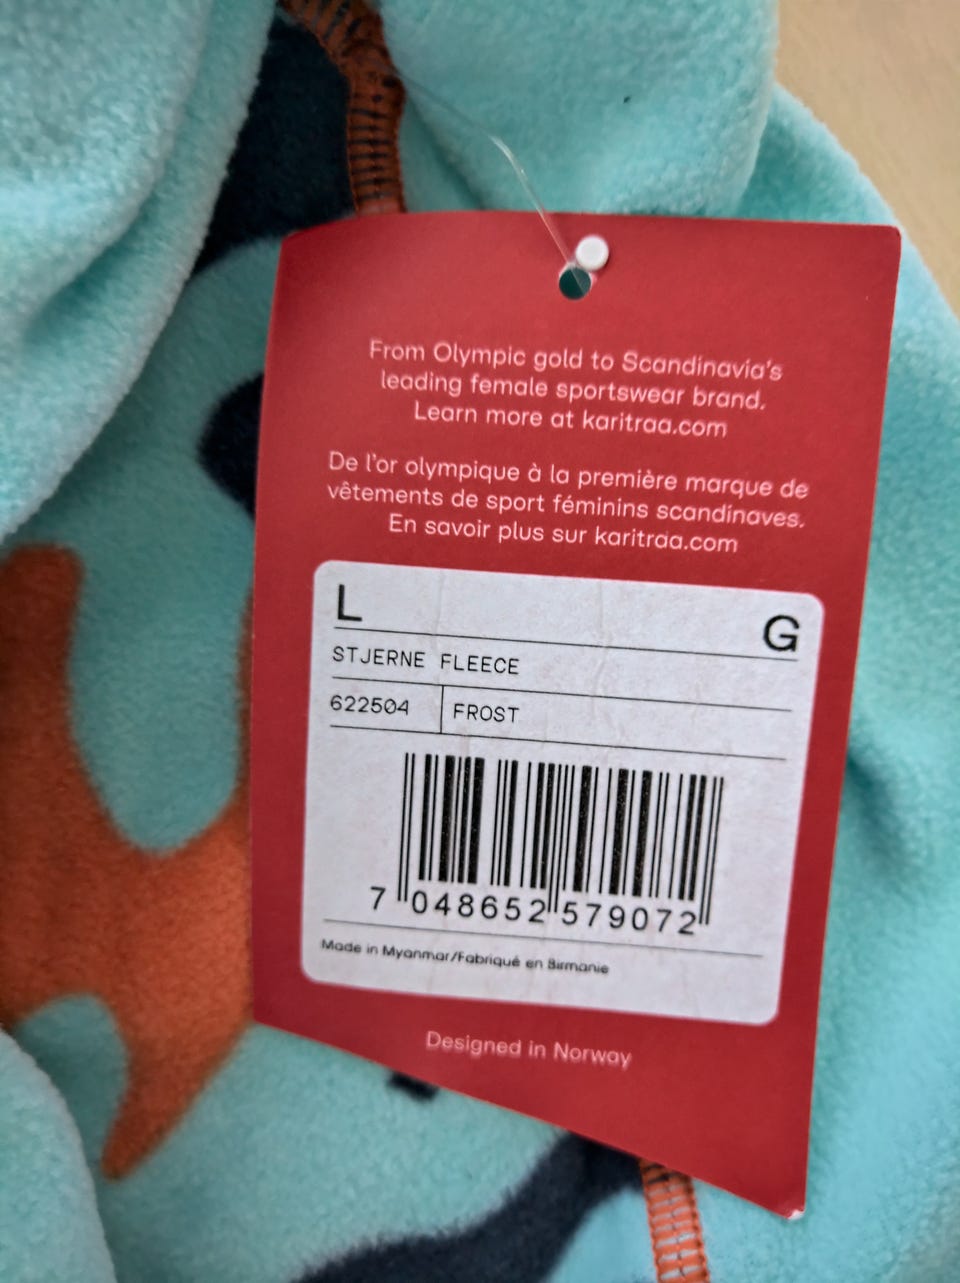 From Olympic gold to Scandinavia's
leading female sportswear brand.
Learn more at karitraa.com
De l'or olympique à la première marque de
vêtements de sport féminins scandinaves.
En savoir plus sur karitraa.com
L G
STJERNE FLEECE
622504 FROST
7 048652 579072
Made in Myanmar/Fabriqué en Birmanie
Designed in Norway